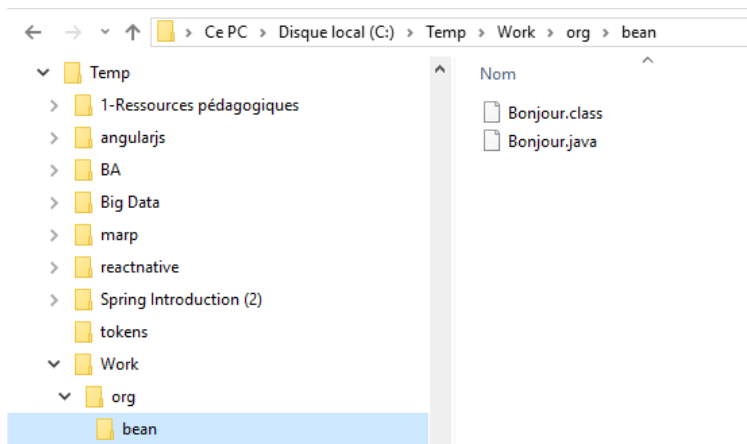 Ce PC > Disque local (C:) > Temp > Work > org > bean
Temp
1-Ressources pédagogiques
angularjs
BA
Big Data
marp
reactnative
Spring Introduction (2)
tokens
Work
org
bean
Nom
Bonjour.class
Bonjour.java